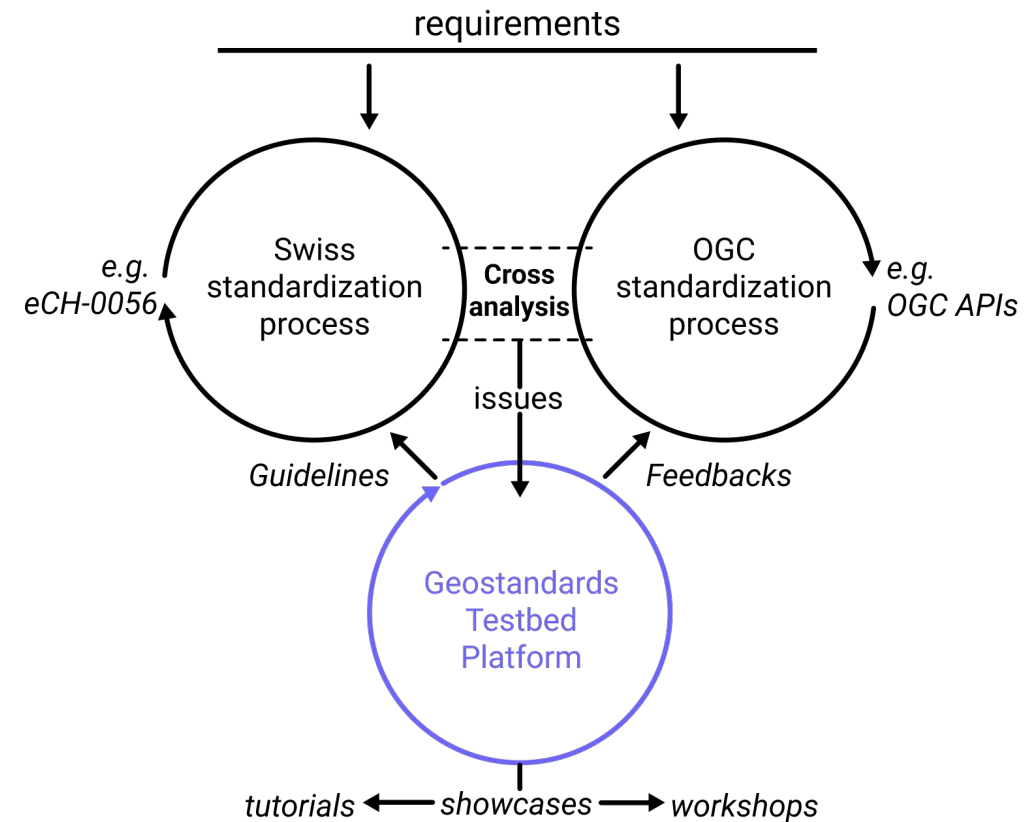 requirements
Swiss
standardization
process
OGC
standardization
process
e.g.
eCH-0056
Cross
analysis
e.g.
OGC APIs
issues
Guidelines
Feedbacks
Geostandards
Testbed
Platform
tutorials
showcases
workshops